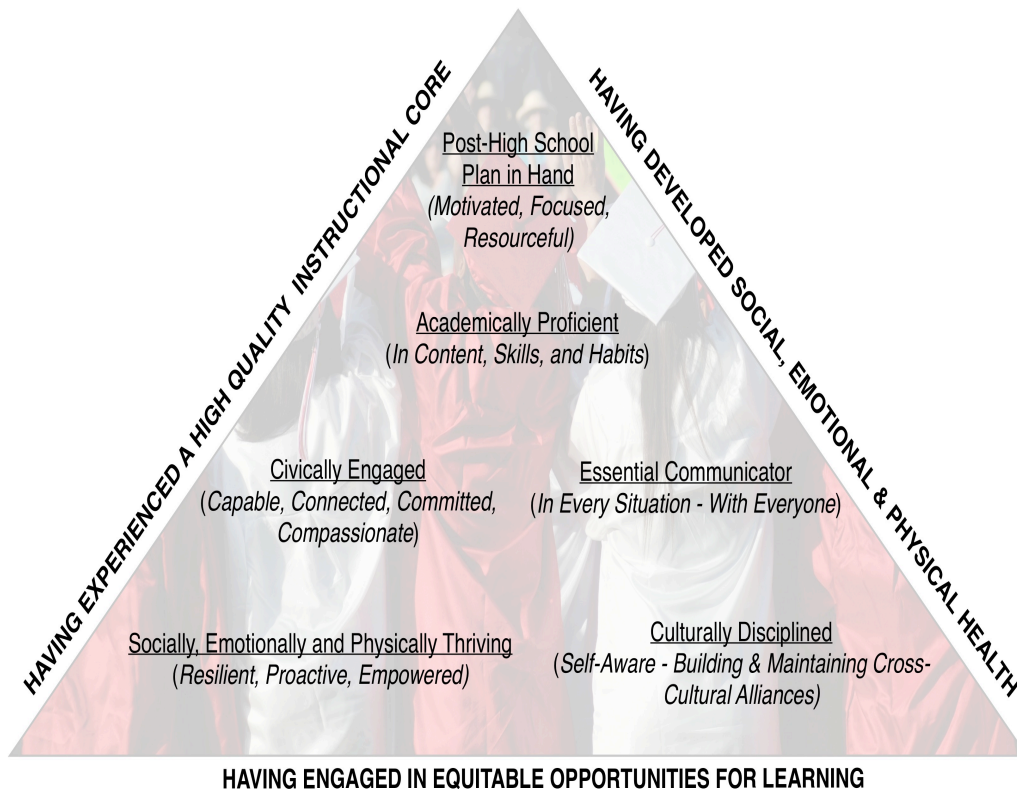 HAVING EXPERIENCED A HIGH QUALITY INSTRUCTIONAL CORE
HAVING DEVELOPED SOCIAL, EMOTIONAL & PHYSICAL HEALTH
Post-High School
Plan in Hand
(Motivated, Focused,
Resourceful)
Academically Proficient
(In Content, Skills, and Habits)
Civically Engaged
(Capable, Connected, Committed,
Compassionate)
Essential Communicator
(In Every Situation - With Everyone)
Socially, Emotionally and Physically Thriving
(Resilient, Proactive, Empowered)
Culturally Disciplined
(Self-Aware - Building & Maintaining Cross-
Cultural Alliances)
HAVING ENGAGED IN EQUITABLE OPPORTUNITIES FOR LEARNING